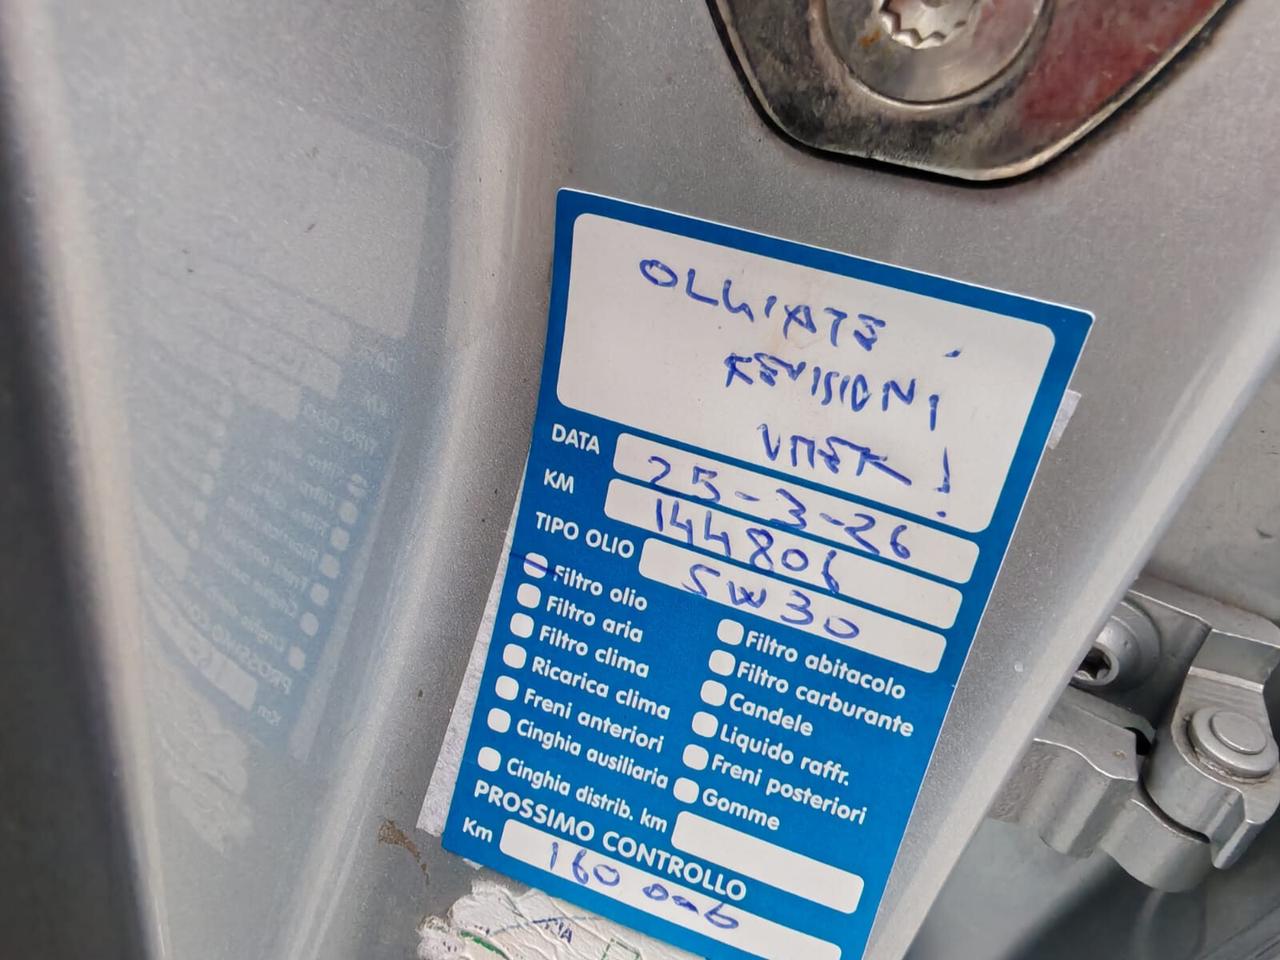 OLGIATE
REVISIONI
DATA 25-3-26
KM 144806
TIPO OLIO 5W30
Filtro olio
Filtro aria
Filtro clima
Ricarica clima
Freni anteriori
Cinghia ausiliaria
Cinghia distrib. km
Filtro abitacolo
Filtro carburante
Candele
Liquido raffr.
Freni posteriori
Gomme
PROSSIMO CONTROLLO
Km 160 000